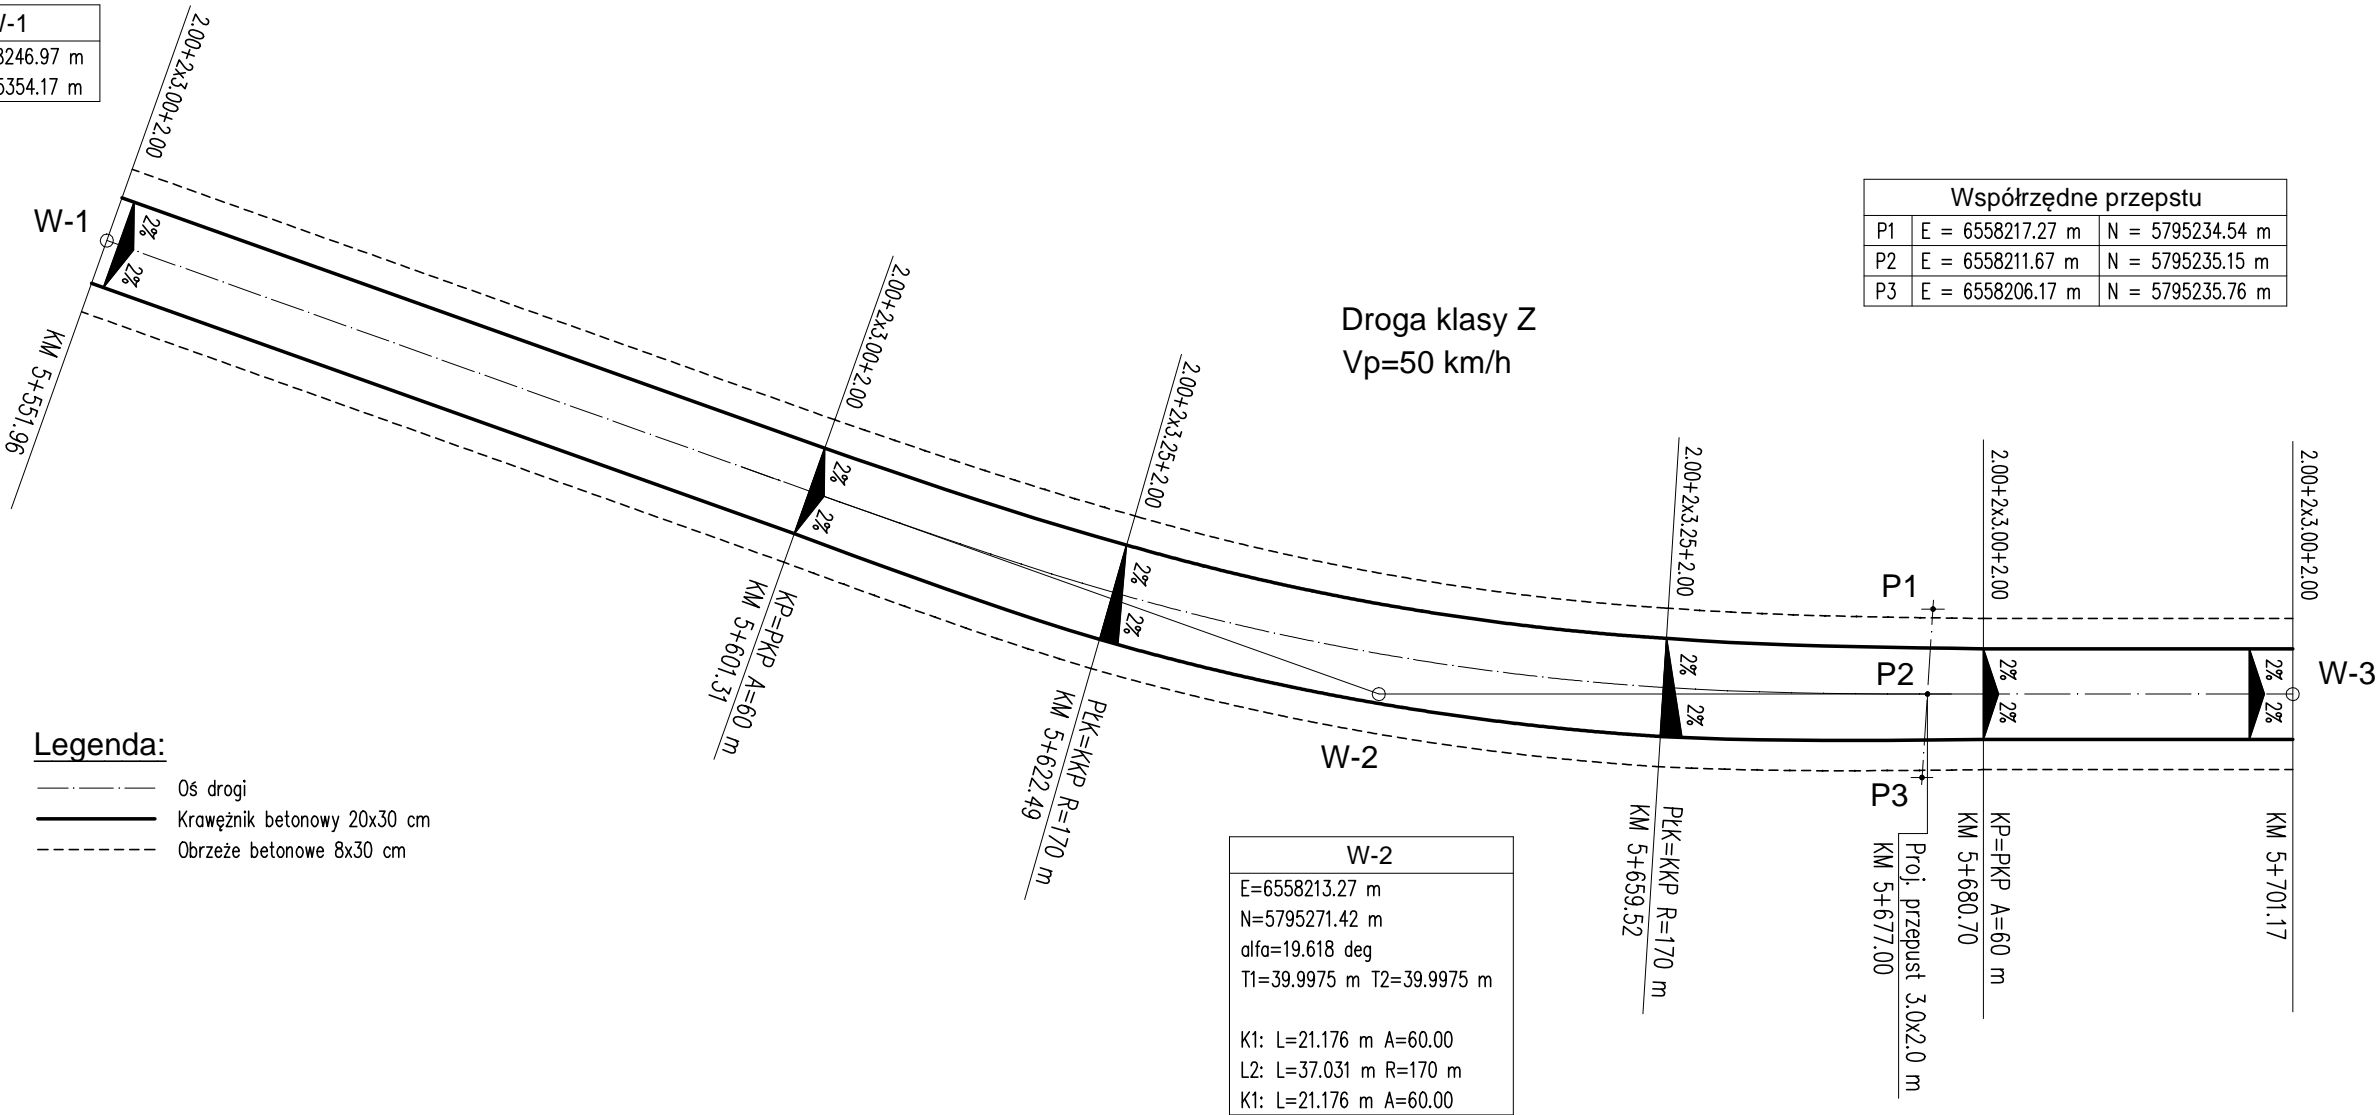 W-1
8246.97 m
5354.17 m
2.00+2x3.00+2.00
W-1
2%
2%
KM 5+551.96
2.00+2x3.00+2.00
2%
2%
KP=PKP A=60 m
KM 5+601.31
2.00+2x3.25+2.00
2%
2%
PŁK=KKP R=170 m
KM 5+622.49
Droga klasy Z
Vp=50 km/h
Współrzędne przepstu
P1 E = 6558217.27 m N = 5795234.54 m
P2 E = 6558211.67 m N = 5795235.15 m
P3 E = 6558206.17 m N = 5795235.76 m
2.00+2x3.25+2.00
2%
2%
PŁK=KKP R=170 m
KM 5+659.52
P1
P2
P3
Proj. przepust 3.0x2.0 m
KM 5+677.00
2.00+2x3.00+2.00
2%
2%
KP=PKP A=60 m
KM 5+680.70
2.00+2x3.00+2.00
2%
2%
W-3
KM 5+701.17
W-2
Legenda:
Oś drogi
Krawężnik betonowy 20x30 cm
Obrzeże betonowe 8x30 cm
W-2
E=6558213.27 m
N=5795271.42 m
alfa=19.618 deg
T1=39.9975 m T2=39.9975 m
K1: L=21.176 m A=60.00
L2: L=37.031 m R=170 m
K1: L=21.176 m A=60.00